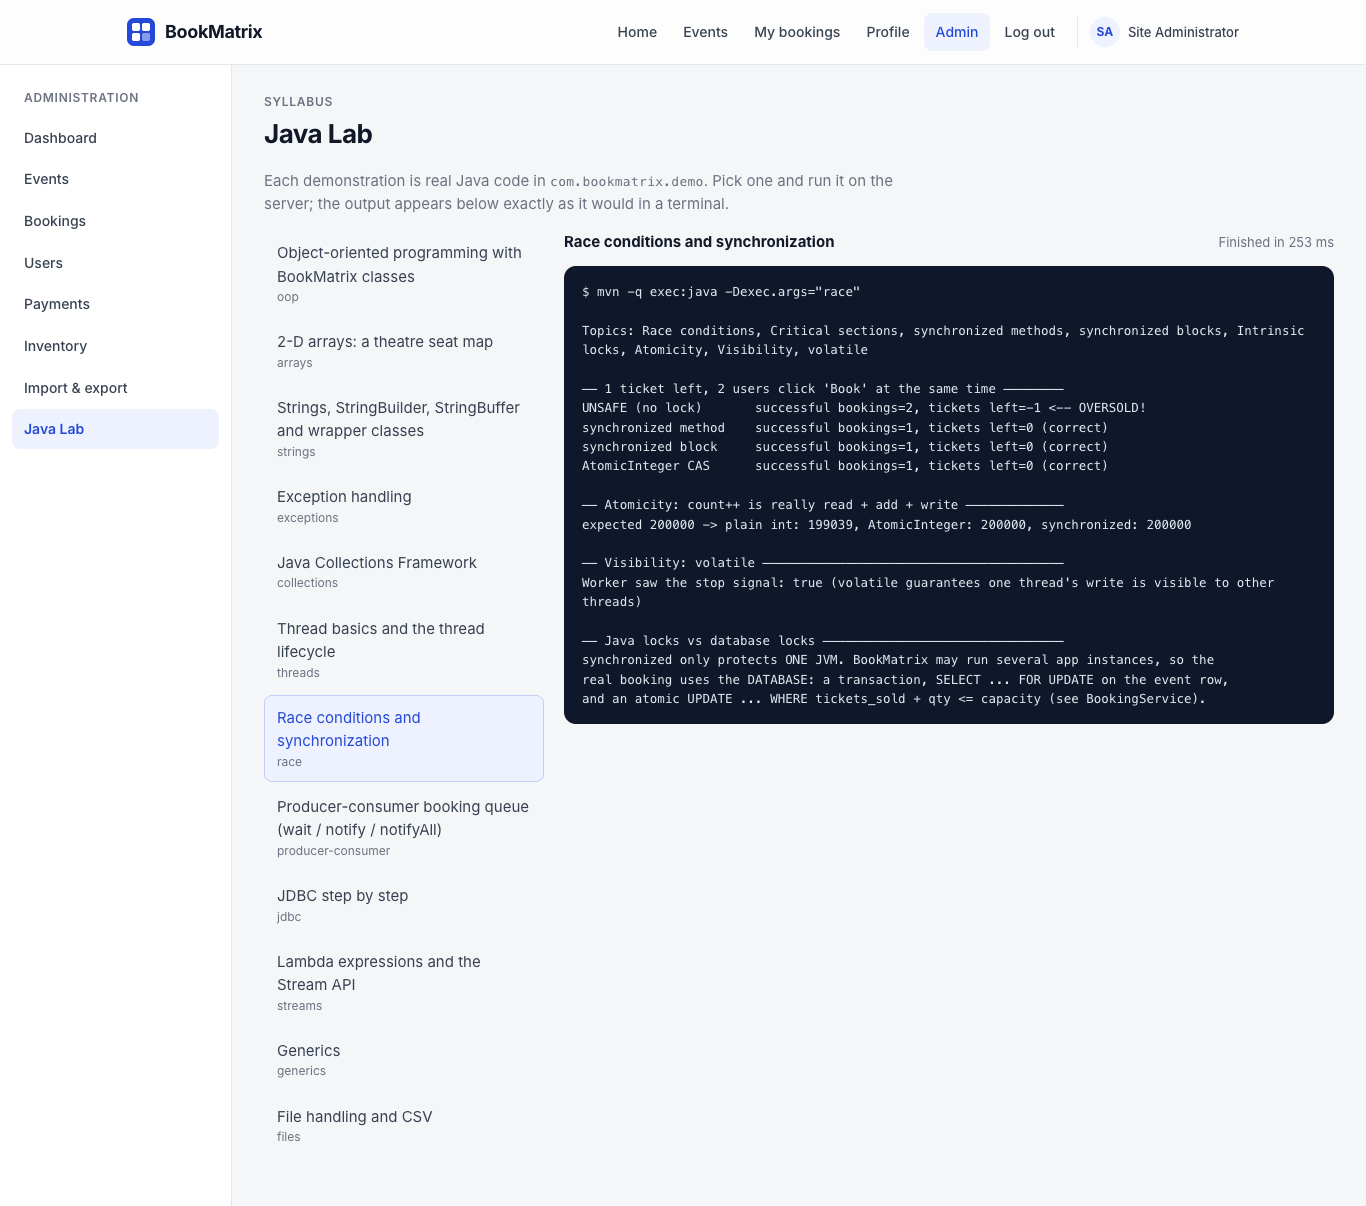 BookMatrix
Home
Events
My bookings
Profile
Admin
Log out
SA
Site Administrator
ADMINISTRATION
Dashboard
Events
Bookings
Users
Payments
Inventory
Import & export
Java Lab
SYLLABUS
Java Lab
Each demonstration is real Java code in com.bookmatrix.demo. Pick one and run it on the
server; the output appears below exactly as it would in a terminal.
Object-oriented programming with
BookMatrix classes
oop
2-D arrays: a theatre seat map
arrays
Strings, StringBuilder, StringBuffer
and wrapper classes
strings
Exception handling
exceptions
Java Collections Framework
collections
Thread basics and the thread
lifecycle
threads
Race conditions and
synchronization
race
Producer-consumer booking queue
(wait / notify / notifyAll)
producer-consumer
JDBC step by step
jdbc
Lambda expressions and the
Stream API
streams
Generics
generics
File handling and CSV
files
Race conditions and synchronization
Finished in 253 ms
$ mvn -q exec:java -Dexec.args="race"
Topics: Race conditions, Critical sections, synchronized methods, synchronized blocks, Intrinsic
locks, Atomicity, Visibility, volatile
── 1 ticket left, 2 users click 'Book' at the same time ────────
UNSAFE (no lock)       successful bookings=2, tickets left=-1 <-- OVERSOLD!
synchronized method    successful bookings=1, tickets left=0 (correct)
synchronized block     successful bookings=1, tickets left=0 (correct)
AtomicInteger CAS      successful bookings=1, tickets left=0 (correct)
── Atomicity: count++ is really read + add + write ─────────────
expected 200000 -> plain int: 199039, AtomicInteger: 200000, synchronized: 200000
── Visibility: volatile ────────────────────────────────────────
Worker saw the stop signal: true (volatile guarantees one thread's write is visible to other
threads)
── Java locks vs database locks ────────────────────────────────
synchronized only protects ONE JVM. BookMatrix may run several app instances, so the
real booking uses the DATABASE: a transaction, SELECT ... FOR UPDATE on the event row,
and an atomic UPDATE ... WHERE tickets_sold + qty <= capacity (see BookingService).